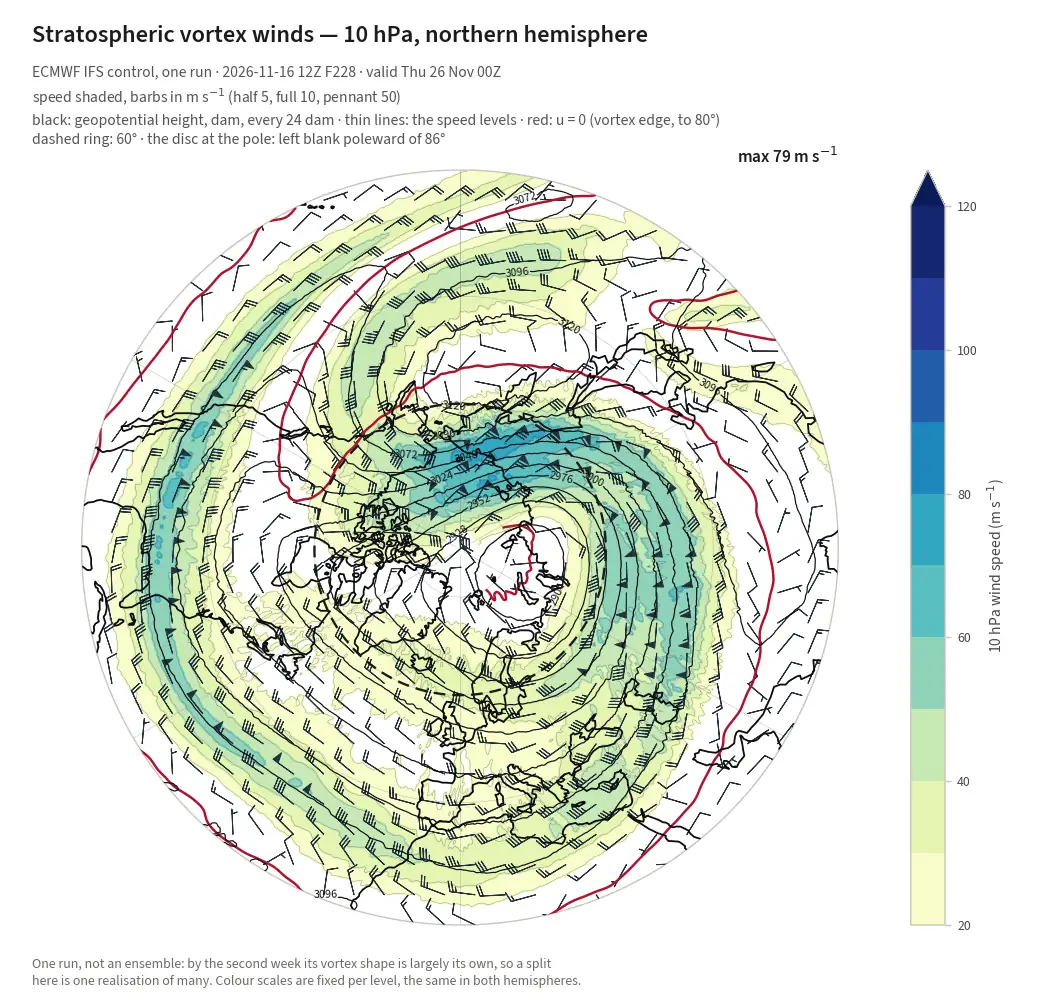 Stratospheric vortex winds — 10 hPa, northern hemisphere
ECMWF IFS control, one run · 2026-11-16 12Z F228 · valid Thu 26 Nov 00Z
speed shaded, barbs in m s⁻¹ (half 5, full 10, pennant 50)
black: geopotential height, dam, every 24 dam · thin lines: the speed levels · red: u = 0 (vortex edge, to 80°)
dashed ring: 60° · the disc at the pole: left blank poleward of 86°
max 79 m s⁻¹
3072
3096
3120
3072
3024
2976
3000
2952
3096
120
100
80
60
40
20
10 hPa wind speed (m s⁻¹)
One run, not an ensemble: by the second week its vortex shape is largely its own, so a split
here is one realisation of many. Colour scales are fixed per level, the same in both hemispheres.